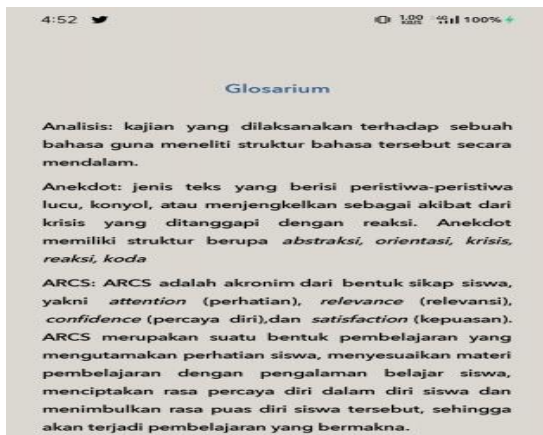 4:52
1.00 KB/S 4G 100%
Glosarium
Analisis: kajian yang dilaksanakan terhadap sebuah
bahasa guna meneliti struktur bahasa tersebut secara
mendalam.
Anekdot: jenis teks yang berisi peristiwa-peristiwa
lucu, konyol, atau menjengkelkan sebagai akibat dari
krisis yang ditanggapi dengan reaksi. Anekdot
memiliki struktur berupa abstraksi, orientasi, krisis,
reaksi, koda
ARCS: ARCS adalah akronim dari bentuk sikap siswa,
yakni attention (perhatian), relevance (relevansi),
confidence (percaya diri),dan satisfaction (kepuasan).
ARCS merupakan suatu bentuk pembelajaran yang
mengutamakan perhatian siswa, menyesuaikan materi
pembelajaran dengan pengalaman belajar siswa,
menciptakan rasa percaya diri dalam diri siswa dan
menimbulkan rasa puas diri siswa tersebut, sehingga
akan terjadi pembelajaran yang bermakna.